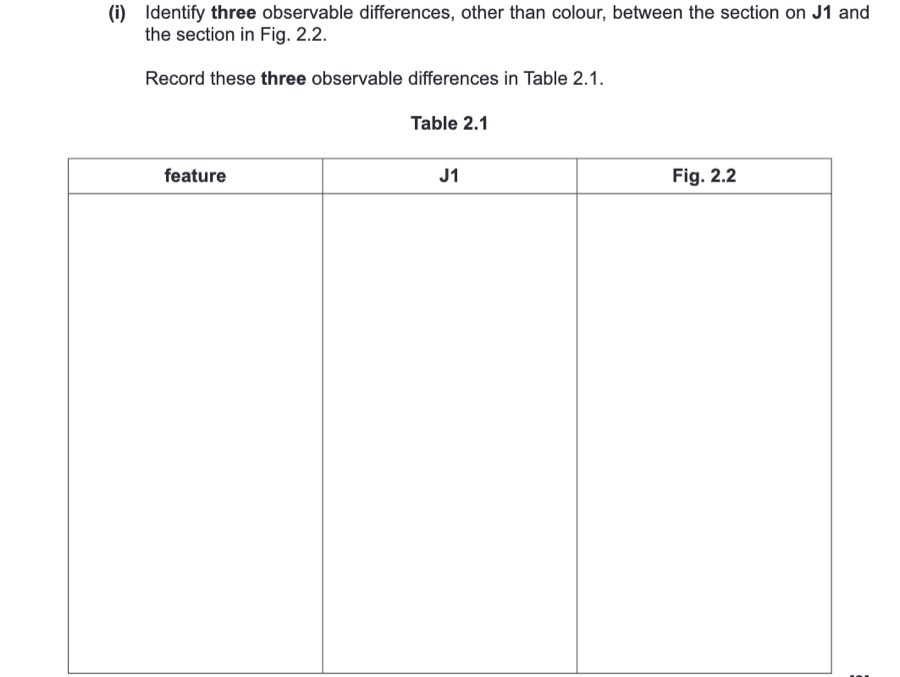 (i) Identify three observable differences, other than colour, between the section on J1 and
the section in Fig. 2.2.
Record these three observable differences in Table 2.1.
Table 2.1
feature J1 Fig. 2.2